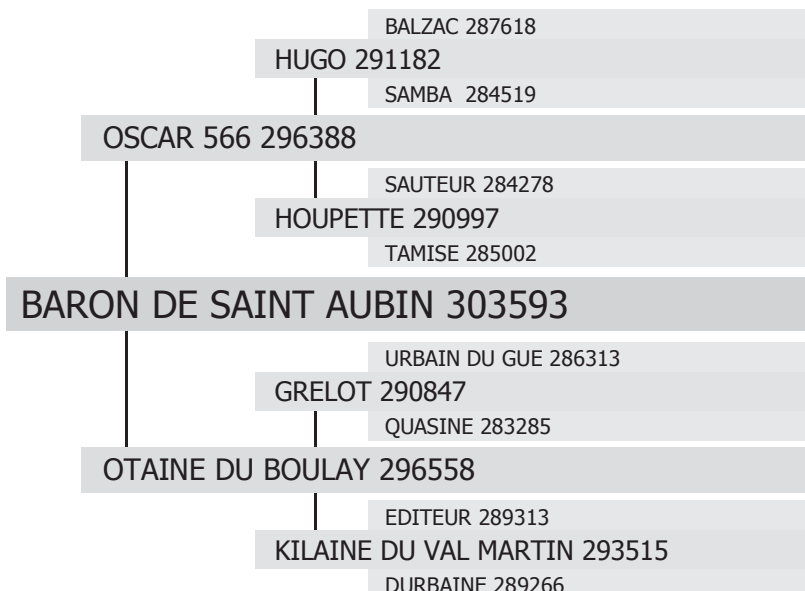 BALZAC 287618
HUGO 291182
SAMBA 284519
OSCAR 566 296388
SAUTEUR 284278
HOUPETTE 290997
TAMISE 285002
BARON DE SAINT AUBIN 303593
URBAIN DU GUE 286313
GRELOT 290847
QUASINE 283285
OTAINE DU BOULAY 296558
EDITEUR 289313
KILAINE DU VAL MARTIN 293515
DURBAINE 289266